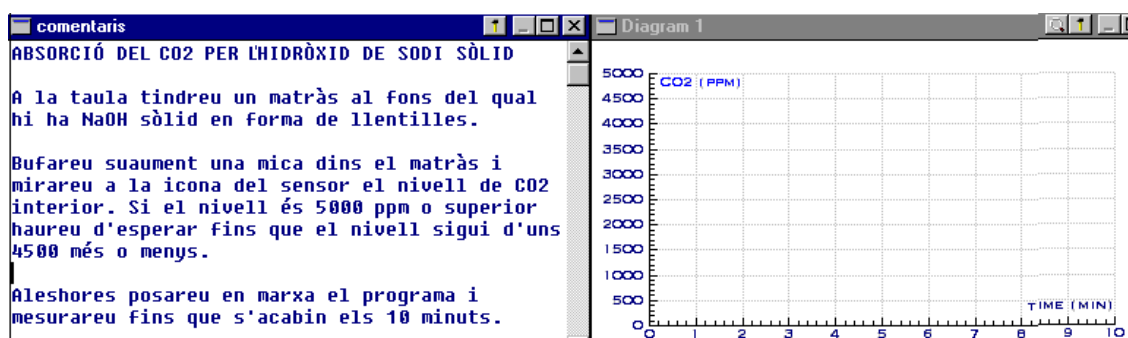 comentaris
ABSORCIÓ DEL CO2 PER L'HIDRÒXID DE SODI SÒLID
A la taula tindreu un matràs al fons del qual
hi ha NaOH sòlid en forma de llentilles.
Bufareu suaument una mica dins el matràs i
mirareu a la icona del sensor el nivell de CO2
interior. Si el nivell és 5000 ppm o superior
haureu d'esperar fins que el nivell sigui d'uns
4500 més o menys.
Aleshores posareu en marxa el programa i
mesurareu fins que s'acabin els 10 minuts.
Diagram 1
CO2 (PPM)
5000
4500
4000
3500
3000
2500
2000
1500
1000
500
0
TIME (MIN)
0 1 2 3 4 5 6 7 8 9 10